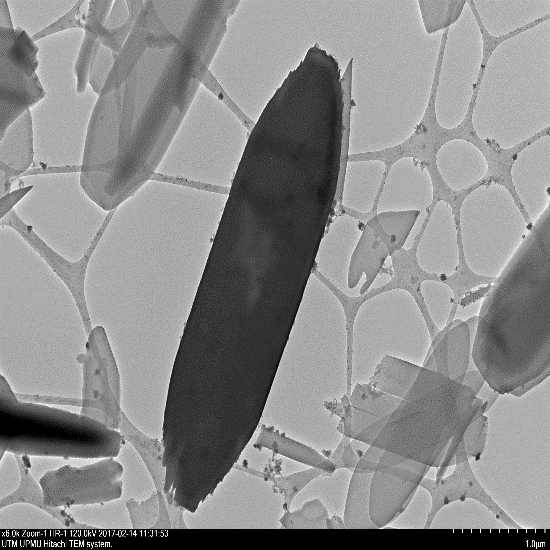 x6.0k Zoom-1 HR-1 120.0kV 2017-02-14 11:31:53
UTM UPMU Hitachi TEM system. 1.0µm